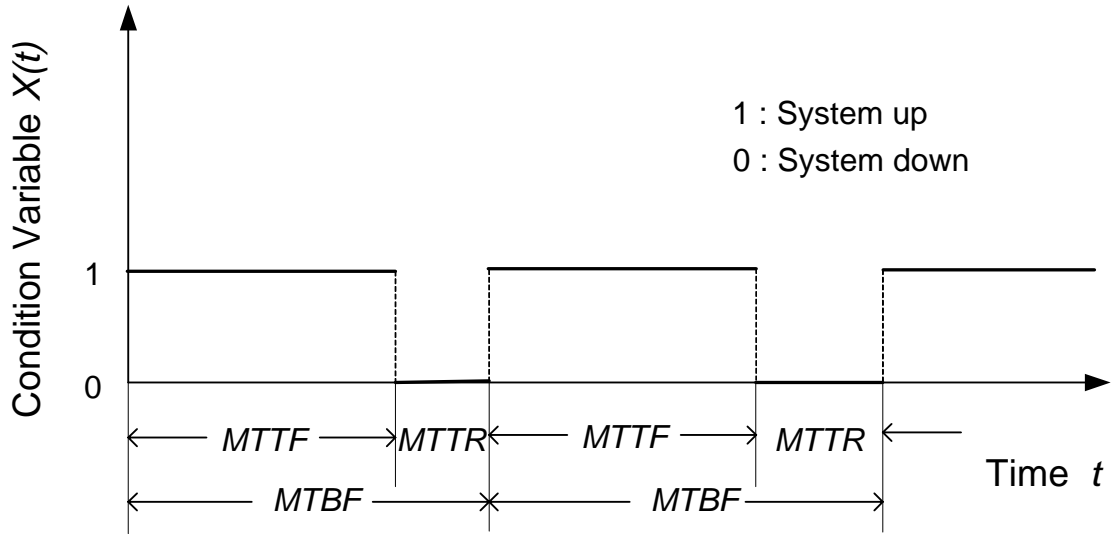 Condition Variable X(t)
1 : System up
0 : System down
1
0
MTTF MTTR MTTF MTTR
MTBF MTBF
Time t